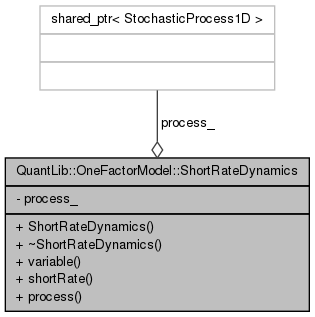 shared_ptr< StochasticProcess1D >
process_
QuantLib::OneFactorModel::ShortRateDynamics
- process_
+ ShortRateDynamics()
+ ~ShortRateDynamics()
+ variable()
+ shortRate()
+ process()